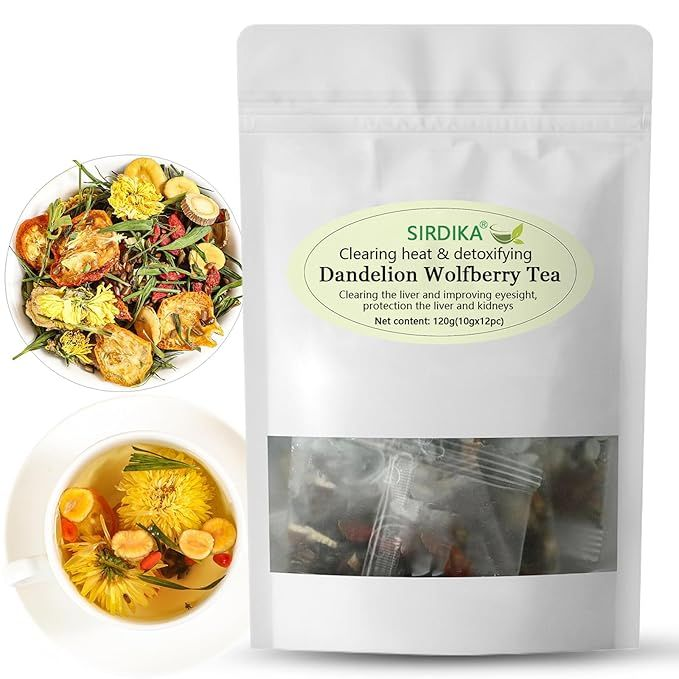 SIRDIKA®
Clearing heat & detoxifying
Dandelion Wolfberry Tea
Clearing the liver and improving eyesight,
protection the liver and kidneys
Net content: 120g(10gx12pc)